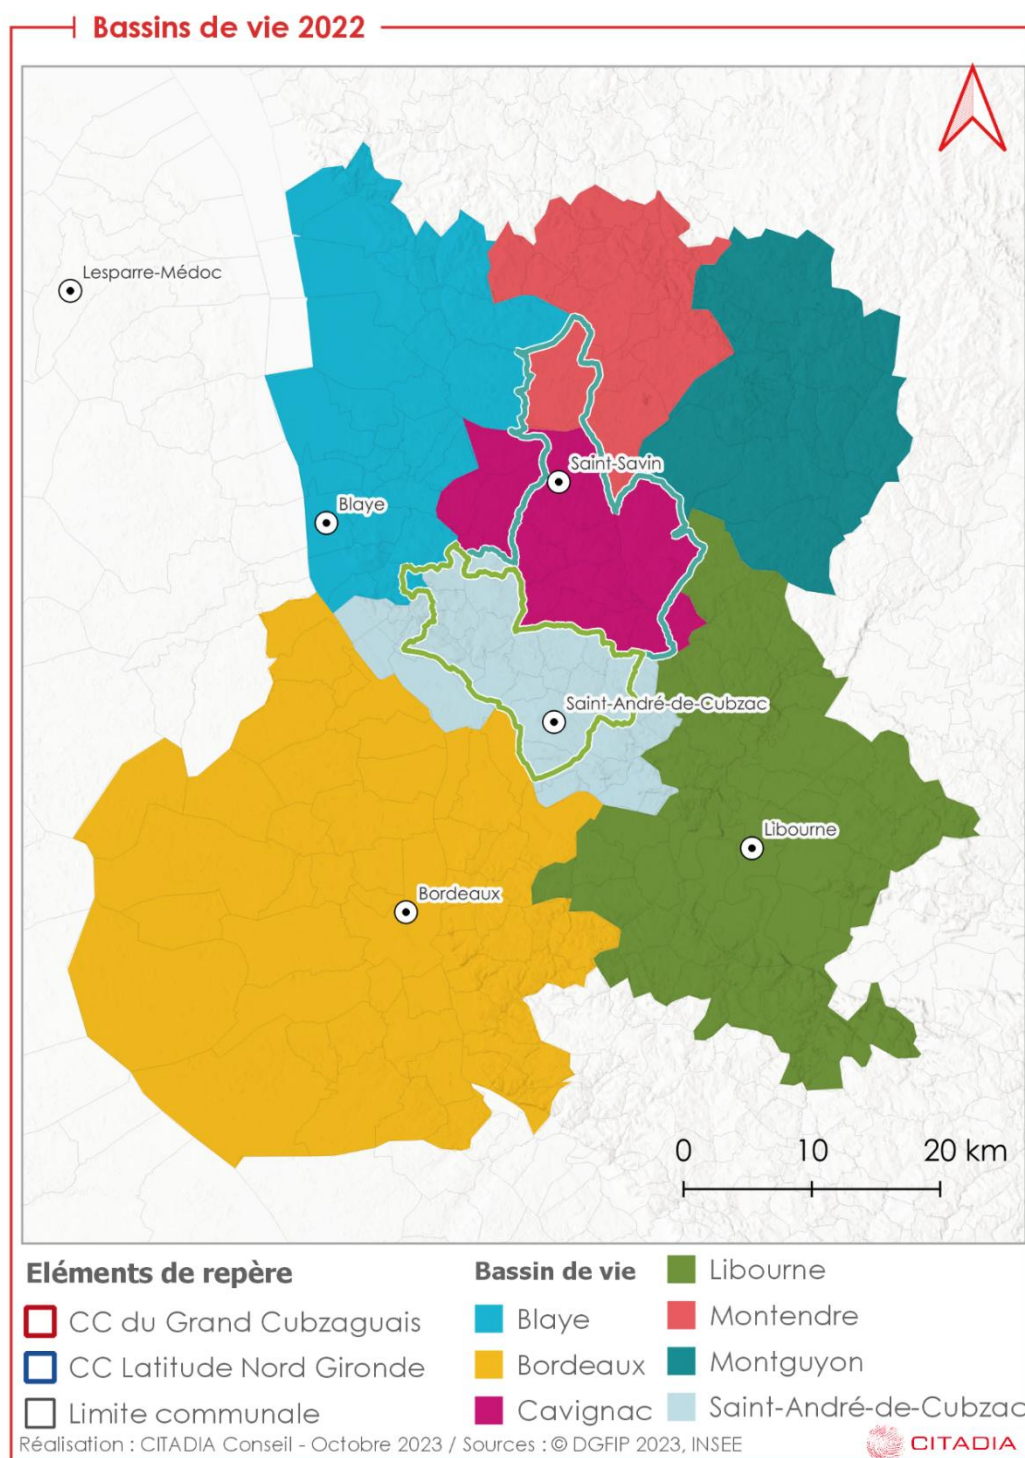 Bassins de vie 2022
Lesparre-Médoc
Saint-Savin
Blaye
Saint-André-de-Cubzac
Libourne
Bordeaux
0 10 20 km
Eléments de repère
CC du Grand Cubzaguais
CC Latitude Nord Gironde
Limite communale
Bassin de vie
Blaye
Bordeaux
Cavignac
Libourne
Montendre
Montguyon
Saint-André-de-Cubzac
Réalisation : CITADIA Conseil - Octobre 2023 / Sources : © DGFIP 2023, INSEE
CITADIA